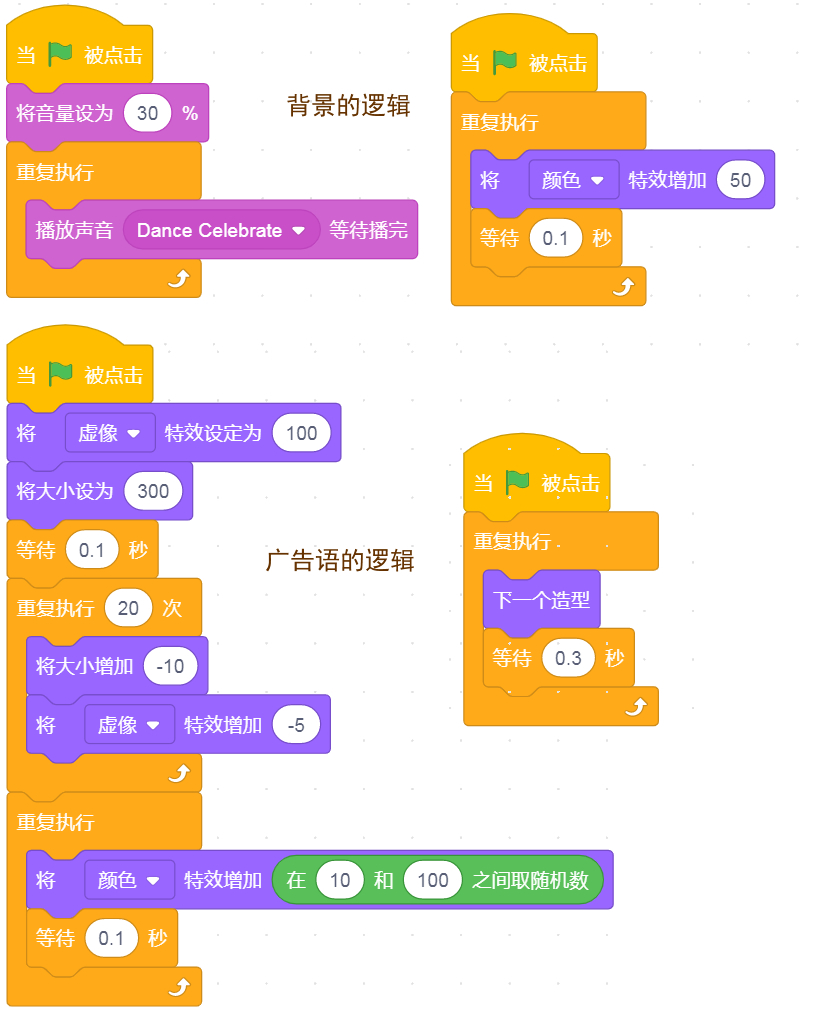 当 被点击
将音量设为 30 %
重复执行
播放声音 Dance Celebrate 等待播完
背景的逻辑
当 被点击
重复执行
将 颜色 特效增加 50
等待 0.1 秒
当 被点击
将 虚像 特效设定为 100
将大小设为 300
等待 0.1 秒
重复执行 20 次
将大小增加 -10
将 虚像 特效增加 -5
重复执行
将 颜色 特效增加 在 10 和 100 之间取随机数
等待 0.1 秒
广告语的逻辑
当 被点击
重复执行
下一个造型
等待 0.3 秒